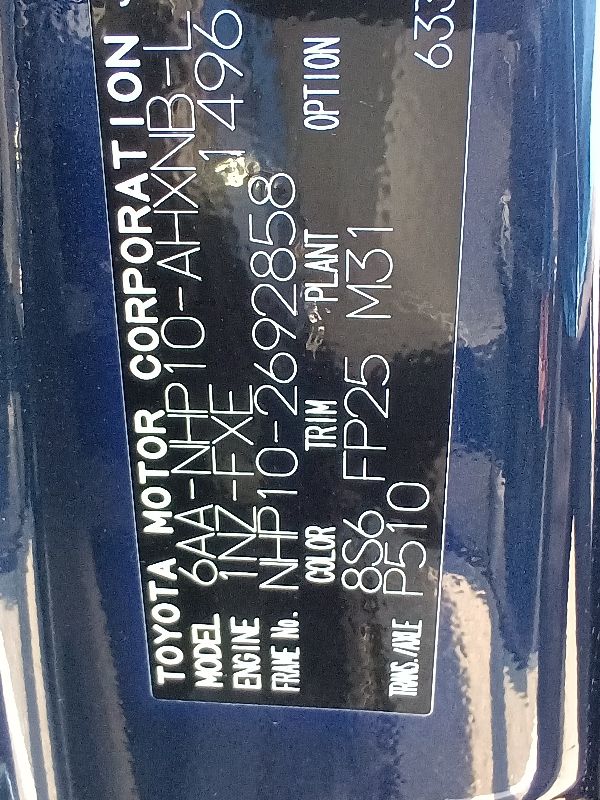 TOYOTA MOTOR CORPORATION
MODEL 6AA-NHP10-AHXNB-L
ENGINE 1NZ-FXE 1496
FRAME No. NHP10-2692858
COLOR TRIM PLANT OPTION
8S6 FP25 M31 633
TRANS./AXLE P510